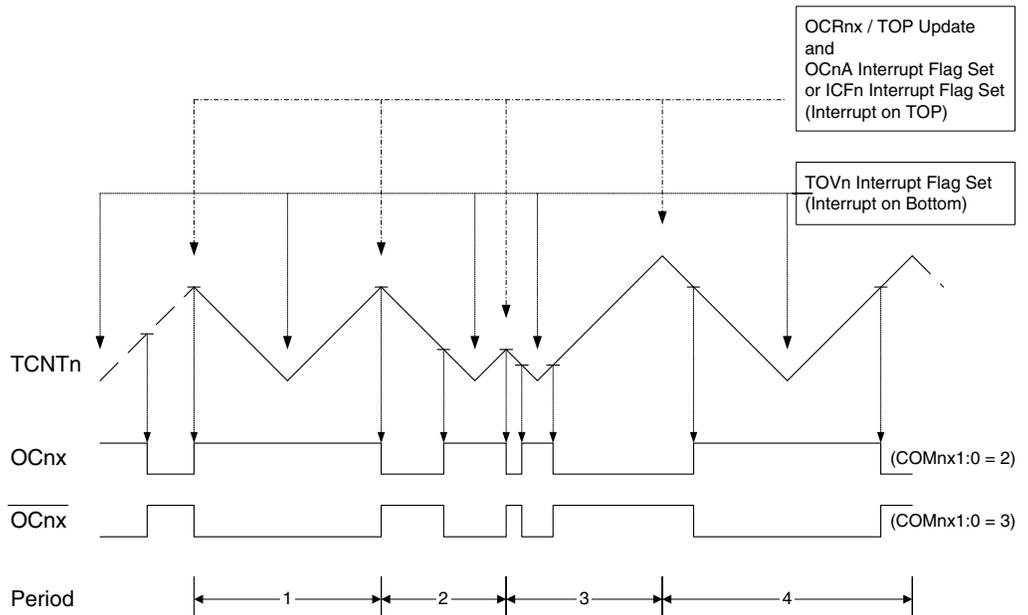 OCRnx / TOP Update
and
OCnA Interrupt Flag Set
or ICFn Interrupt Flag Set
(Interrupt on TOP)
TOVn Interrupt Flag Set
(Interrupt on Bottom)
TCNTn
OCnx
(COMnx1:0 = 2)
OCnx
(COMnx1:0 = 3)
Period
1
2
3
4